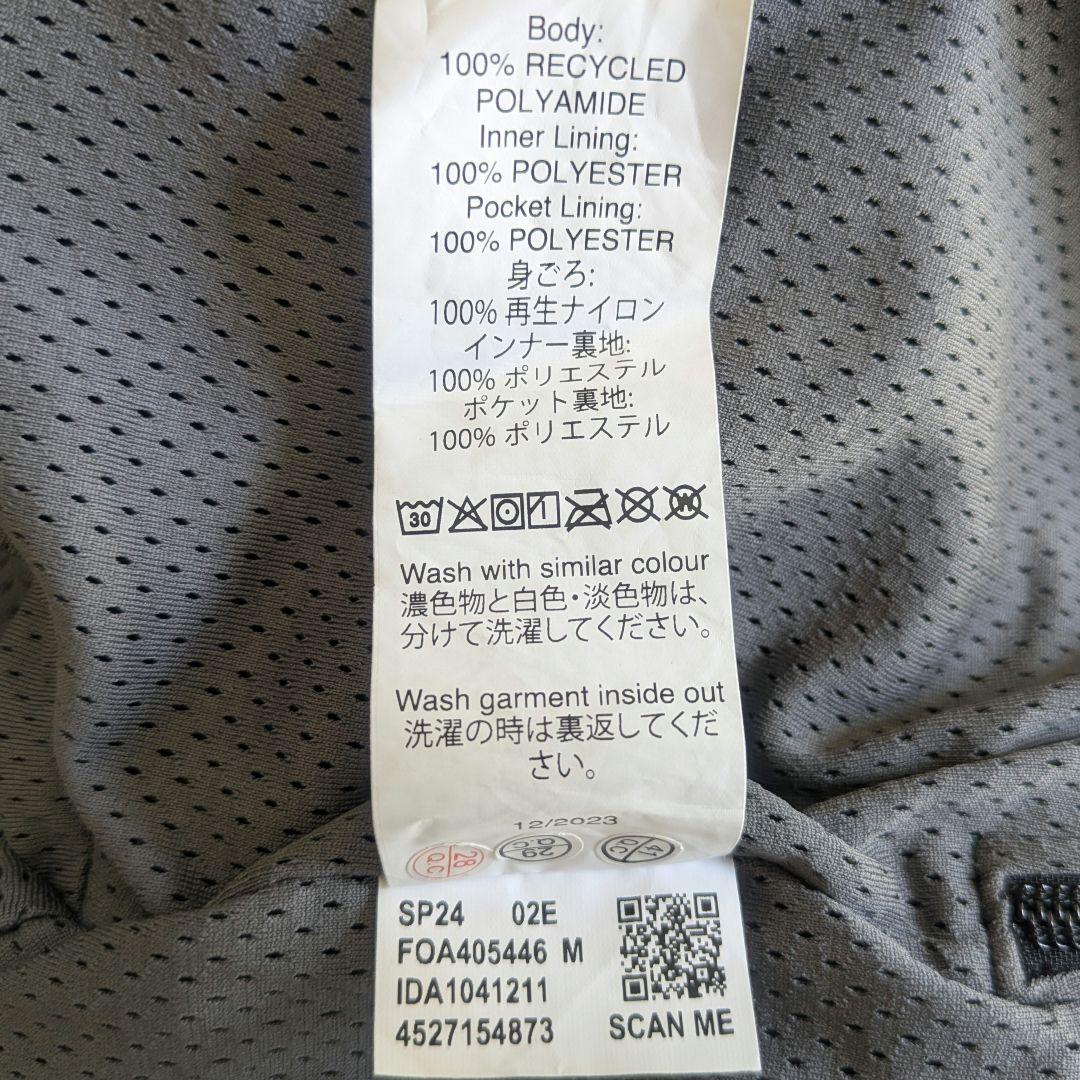 Body:
100% RECYCLED
POLYAMIDE
Inner Lining:
100% POLYESTER
Pocket Lining:
100% POLYESTER
身ごろ:
100% 再生ナイロン
インナー裏地:
100% ポリエステル
ポケット裏地:
100% ポリエステル
30 W
Wash with similar colour
濃色物と白色・淡色物は、
分けて洗濯してください。
Wash garment inside out
洗濯の時は裏返してくだ
さい。
12/2023
28 Q.C 29 Q.C 41 Q.C
SP24 02E
FOA405446 M
IDA1041211
4527154873 SCAN ME